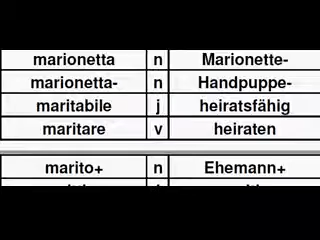 marionetta n Marionette-
marionetta- n Handpuppe-
maritabile j heiratsfähig
maritare v heiraten
marito+ n Ehemann+